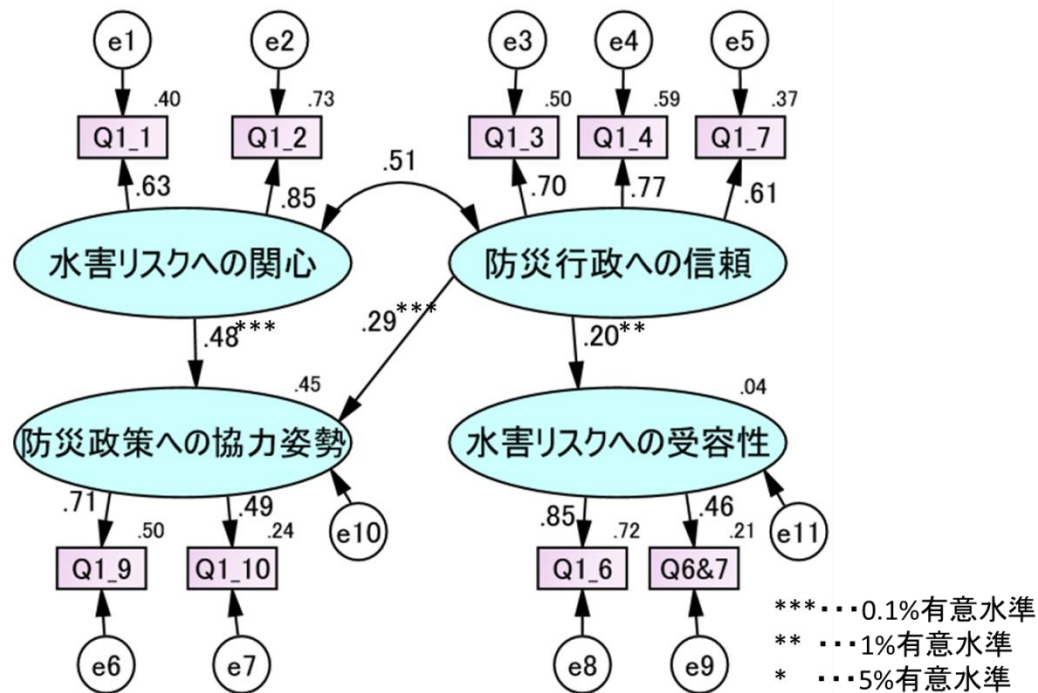 e1
e2
e3
e4
e5
.40
.73
.50
.59
.37
Q1_1
Q1_2
Q1_3
Q1_4
Q1_7
.63
.85
.51
.70
.77
.61
水害リスクへの関心
防災行政への信頼
.48***
.29***
.20**
.45
.04
防災政策への協力姿勢
水害リスクへの受容性
.71
.49
e10
.85
.46
e11
.50
.24
.72
.21
Q1_9
Q1_10
Q1_6
Q6&7
e6
e7
e8
e9
***・・・0.1%有意水準
** ・・・1%有意水準
* ・・・5%有意水準